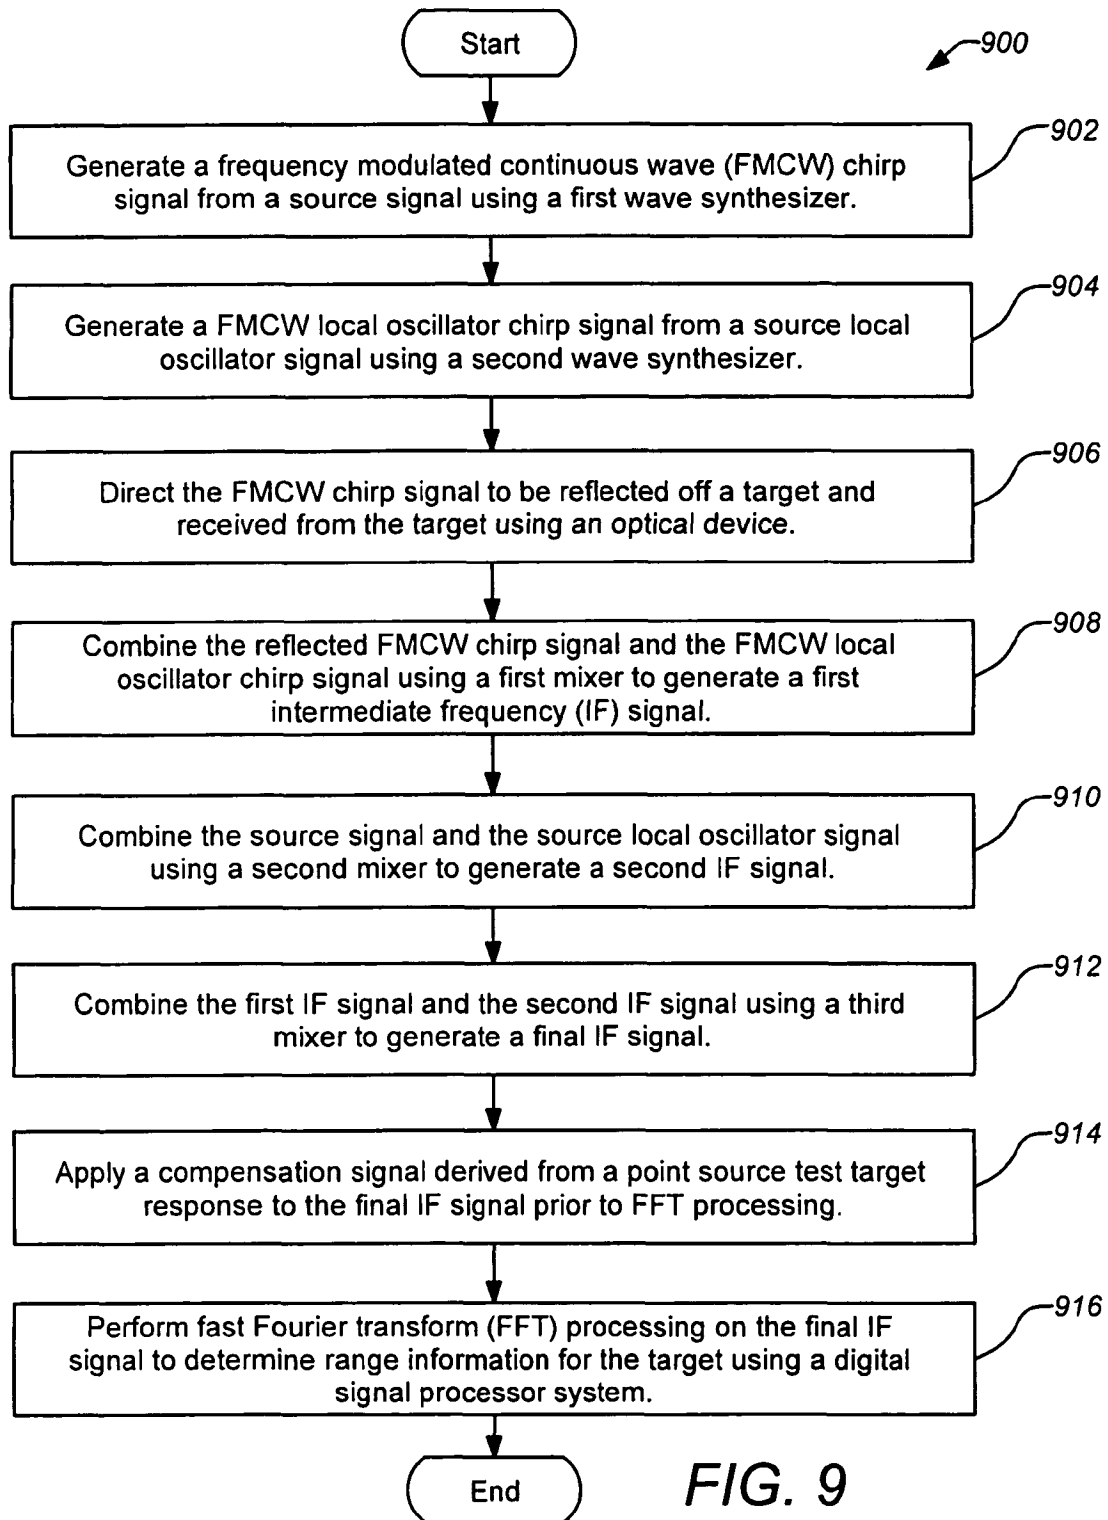 Start
900
902
Generate a frequency modulated continuous wave (FMCW) chirp
signal from a source signal using a first wave synthesizer.
904
Generate a FMCW local oscillator chirp signal from a source local
oscillator signal using a second wave synthesizer.
906
Direct the FMCW chirp signal to be reflected off a target and
received from the target using an optical device.
908
Combine the reflected FMCW chirp signal and the FMCW local
oscillator chirp signal using a first mixer to generate a first
intermediate frequency (IF) signal.
910
Combine the source signal and the source local oscillator signal
using a second mixer to generate a second IF signal.
912
Combine the first IF signal and the second IF signal using a third
mixer to generate a final IF signal.
914
Apply a compensation signal derived from a point source test target
response to the final IF signal prior to FFT processing.
916
Perform fast Fourier transform (FFT) processing on the final IF
signal to determine range information for the target using a digital
signal processor system.
End
FIG. 9